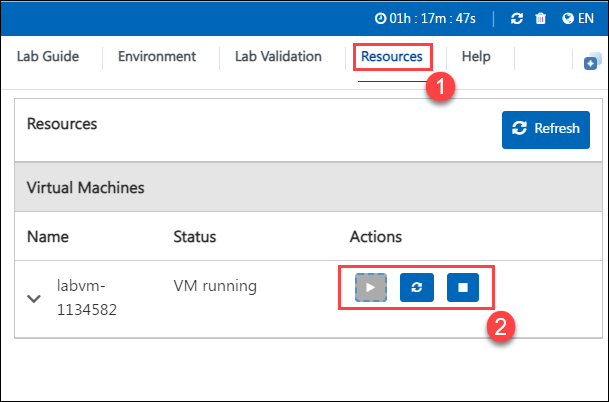 01h : 17m : 47s EN
Lab Guide Environment Lab Validation Resources Help
1
Resources Refresh
Virtual Machines
Name Status Actions
labvm-
1134582 VM running
2